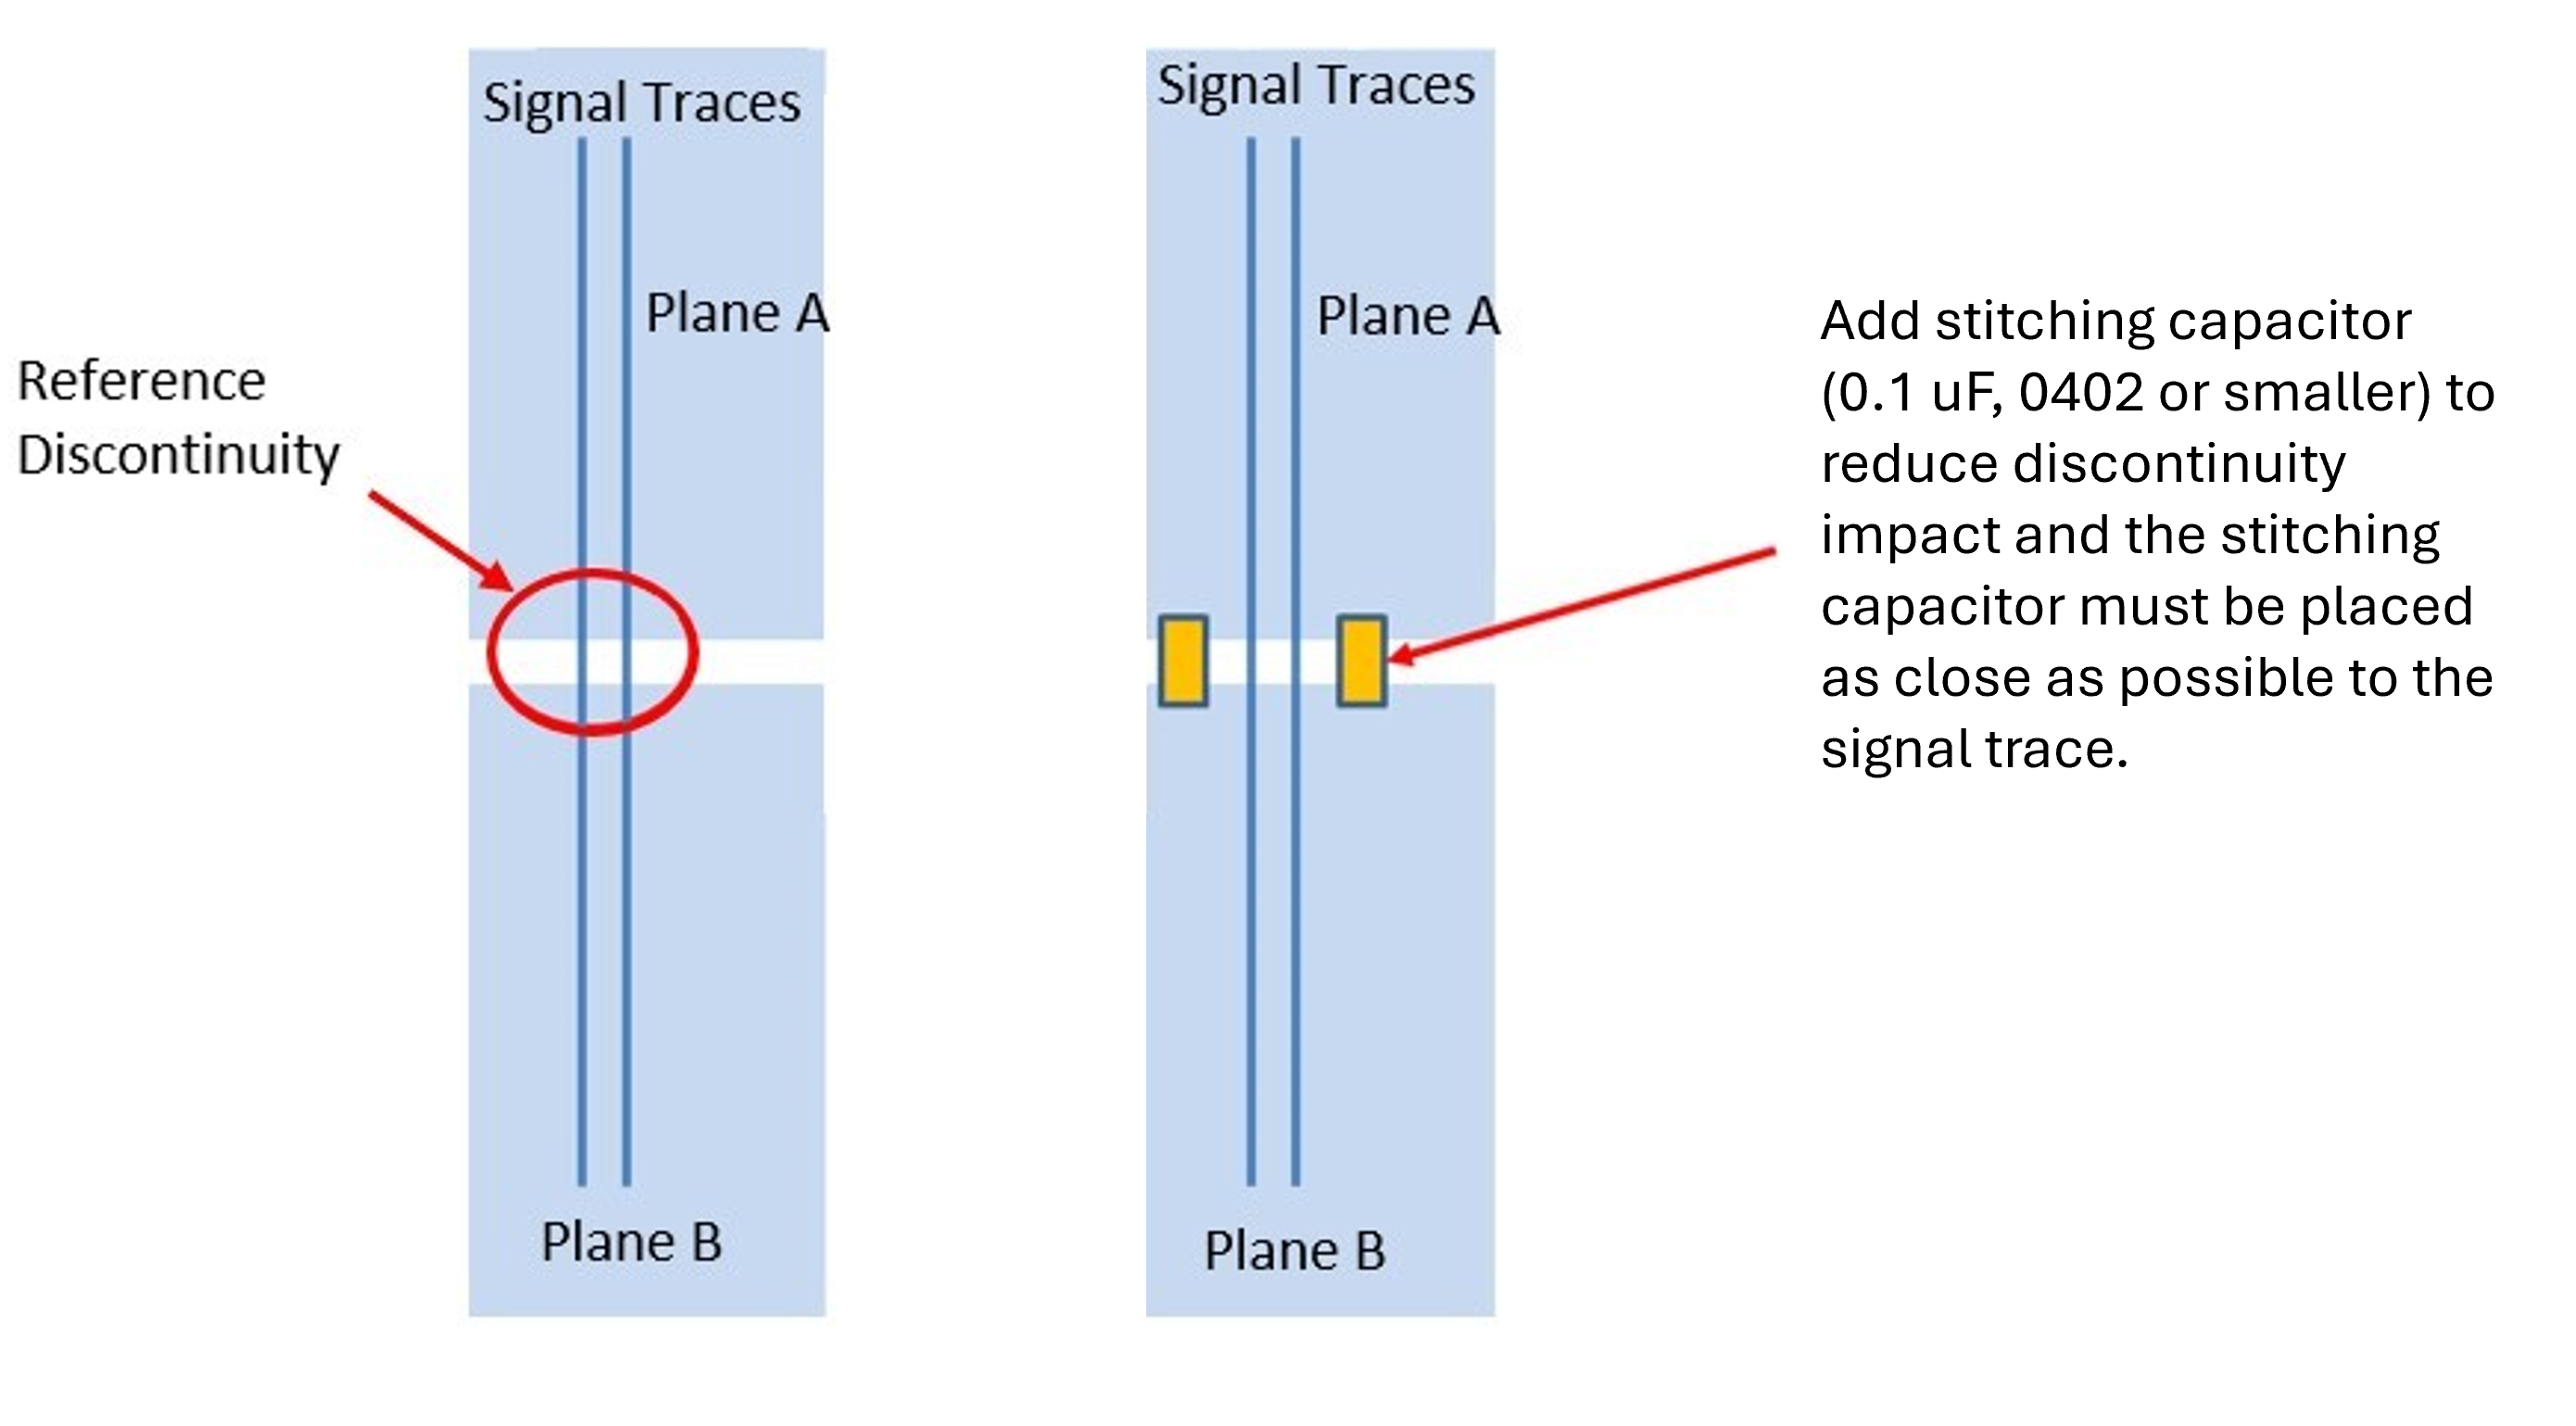 Signal Traces
Plane A
Reference
Discontinuity
Plane B
Signal Traces
Plane A
Plane B
Add stitching capacitor
(0.1 uF, 0402 or smaller) to
reduce discontinuity
impact and the stitching
capacitor must be placed
as close as possible to the
signal trace.